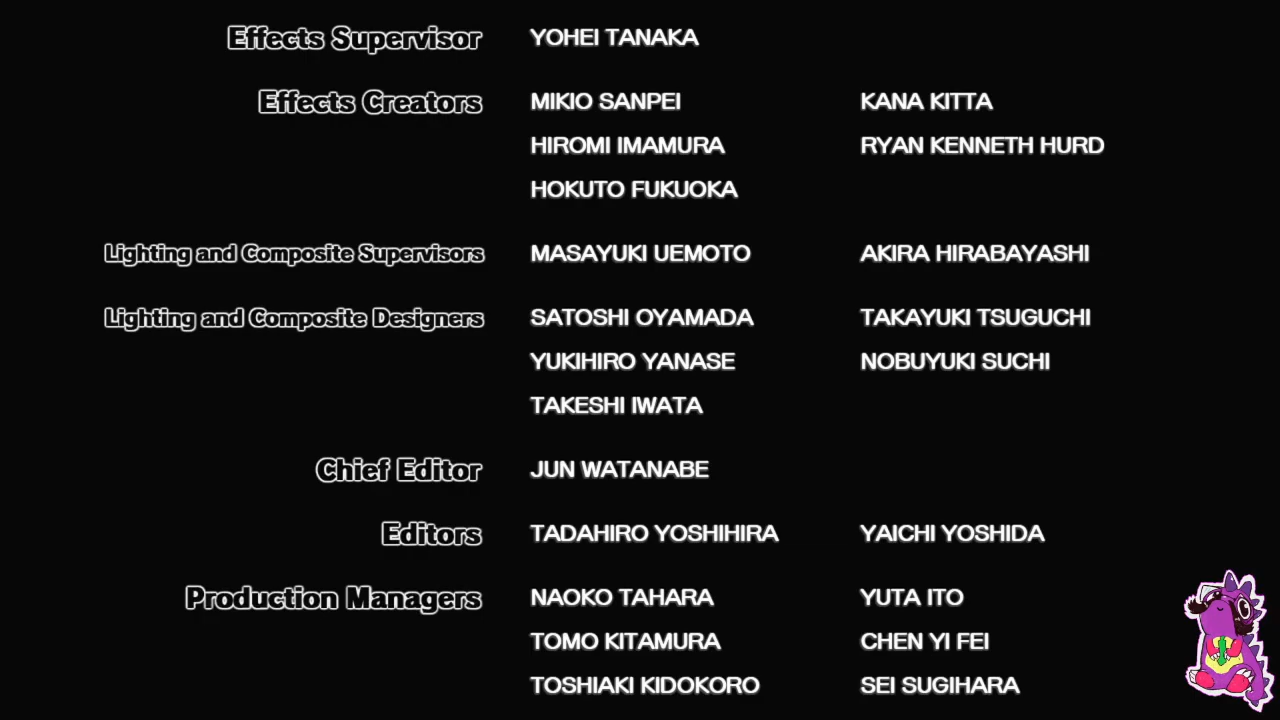 Effects Supervisor YOHEI TANAKA
Effects Creators MIKIO SANPEI KANA KITTA
HIROMI IMAMURA RYAN KENNETH HURD
HOKUTO FUKUOKA
Lighting and Composite Supervisors MASAYUKI UEMOTO AKIRA HIRABAYASHI
Lighting and Composite Designers SATOSHI OYAMADA TAKAYUKI TSUGUCHI
YUKIHIRO YANASE NOBUYUKI SUCHI
TAKESHI IWATA
Chief Editor JUN WATANABE
Editors TADAHIRO YOSHIHIRA YAICHI YOSHIDA
Production Managers NAOKO TAHARA YUTA ITO
TOMO KITAMURA CHEN YI FEI
TOSHIAKI KIDOKORO SEI SUGIHARA